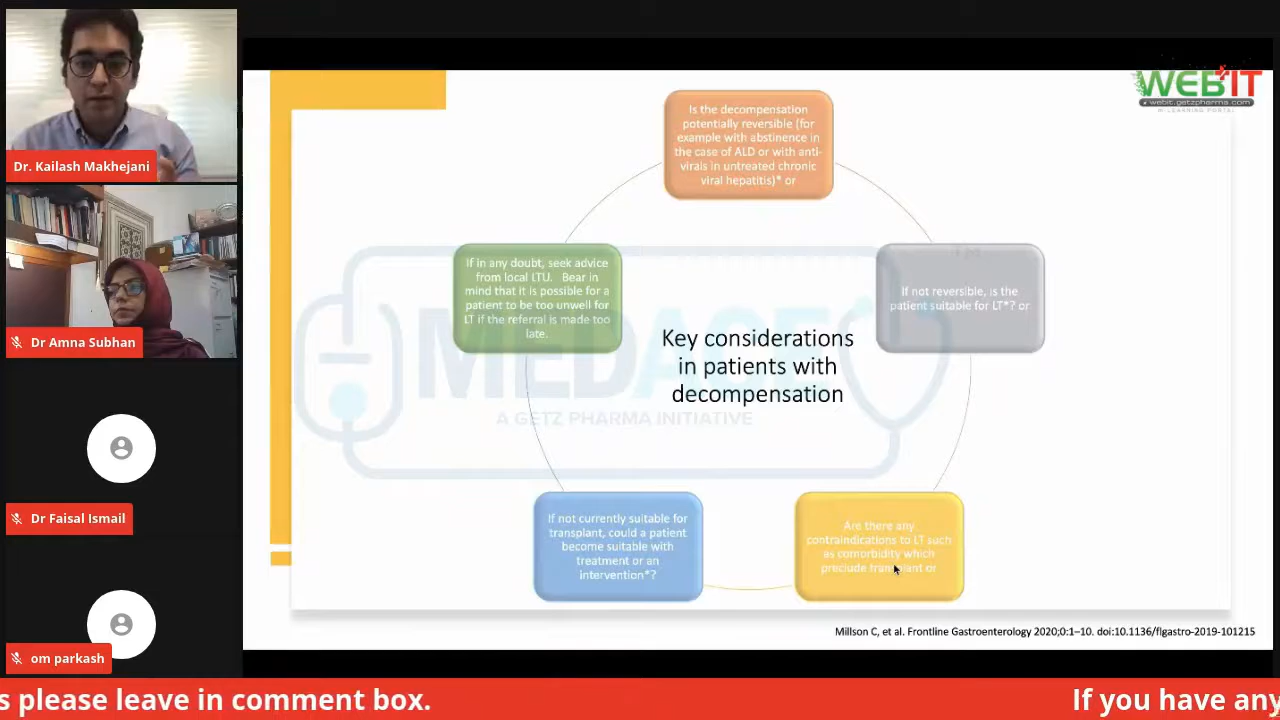 Dr. Kailash Makhejani
Dr Amna Subhan
Dr Faisal Ismail
om parkash
WEBIT
webit.getzpharma.com
Is the decompensation
potentially reversible (for
example with abstinence in
the case of ALD or with anti-
virals in untreated chronic
viral hepatitis)* or
If not reversible, is the
patient suitable for LT*? or
Are there any
contraindications to LT such
as comorbidity which
preclude transplant or
If not currently suitable for
transplant, could a patient
become suitable with
treatment or an
intervention*?
If in any doubt, seek advice
from local LTU. Bear in
mind that it is possible for a
patient to be too unwell for
LT if the referral is made too
late.
Key considerations
in patients with
decompensation
A GETZ PHARMA INITIATIVE
Millson C, et al. Frontline Gastroenterology 2020;0:1–10. doi:10.1136/flgastro-2019-101215
s please leave in comment box.
If you have any